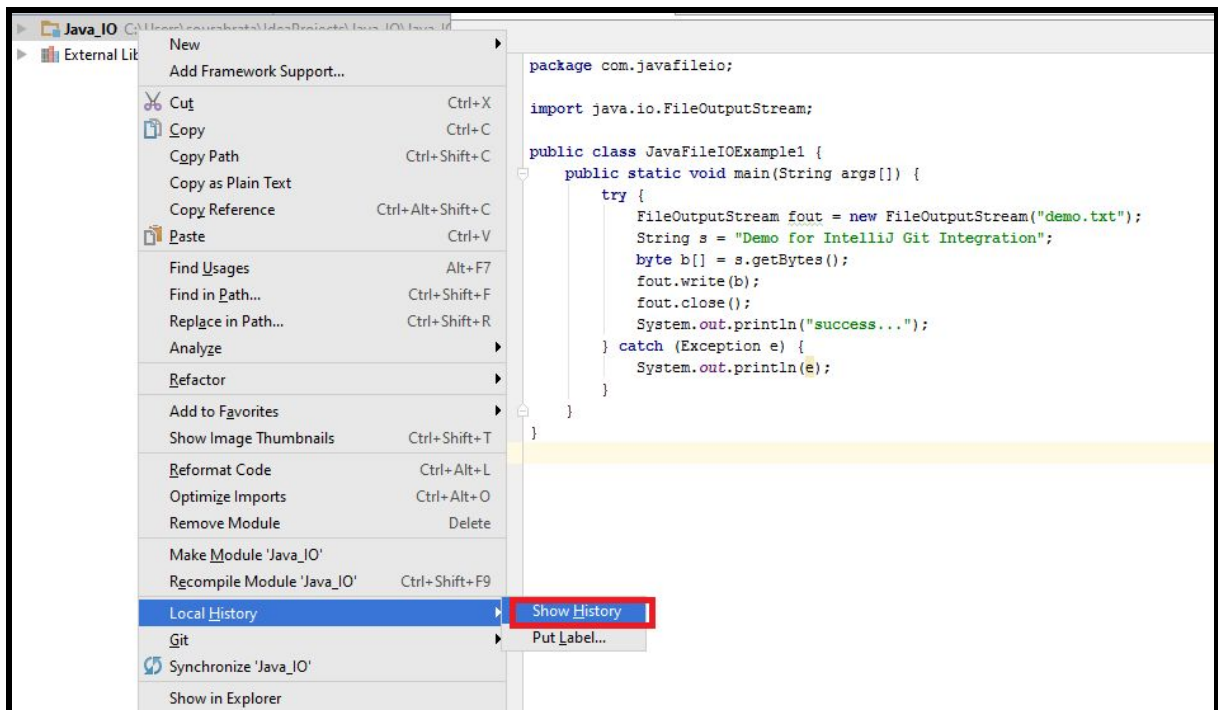 Java_IO
External Lib
New
Add Framework Support...
Cut Ctrl+X
Copy Ctrl+C
Copy Path Ctrl+Shift+C
Copy as Plain Text
Copy Reference Ctrl+Alt+Shift+C
Paste Ctrl+V
Find Usages Alt+F7
Find in Path... Ctrl+Shift+F
Replace in Path... Ctrl+Shift+R
Analyze
Refactor
Add to Favorites
Show Image Thumbnails Ctrl+Shift+T
Reformat Code Ctrl+Alt+L
Optimize Imports Ctrl+Alt+O
Remove Module Delete
Make Module 'Java_IO'
Recompile Module 'Java_IO' Ctrl+Shift+F9
Local History
Git
Synchronize 'Java_IO'
Show in Explorer
Show History
Put Label...
package com.javafileio;
import java.io.FileOutputStream;
public class JavaFileIOExample1 {
public static void main(String args[]) {
try {
FileOutputStream fout = new FileOutputStream("demo.txt");
String s = "Demo for IntelliJ Git Integration";
byte b[] = s.getBytes();
fout.write(b);
fout.close();
System.out.println("success...");
} catch (Exception e) {
System.out.println(e);
}
}
}